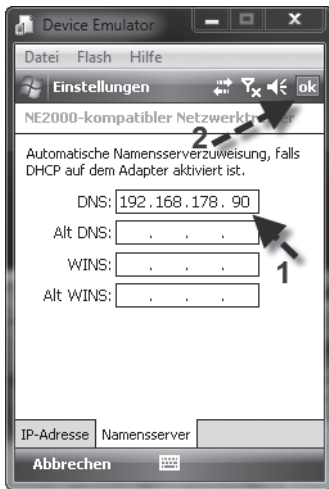 Device Emulator
Datei Flash Hilfe
Einstellungen ok
NE2000-kompatibler
2
Automatische Namensserverzuweisung, falls
DHCP auf dem Adapter aktiviert ist.
DNS: 192.168.178. 90
Alt DNS: . . .
1
WINS: . . .
Alt WINS: . . .
IP-Adresse Namensserver
Abbrechen